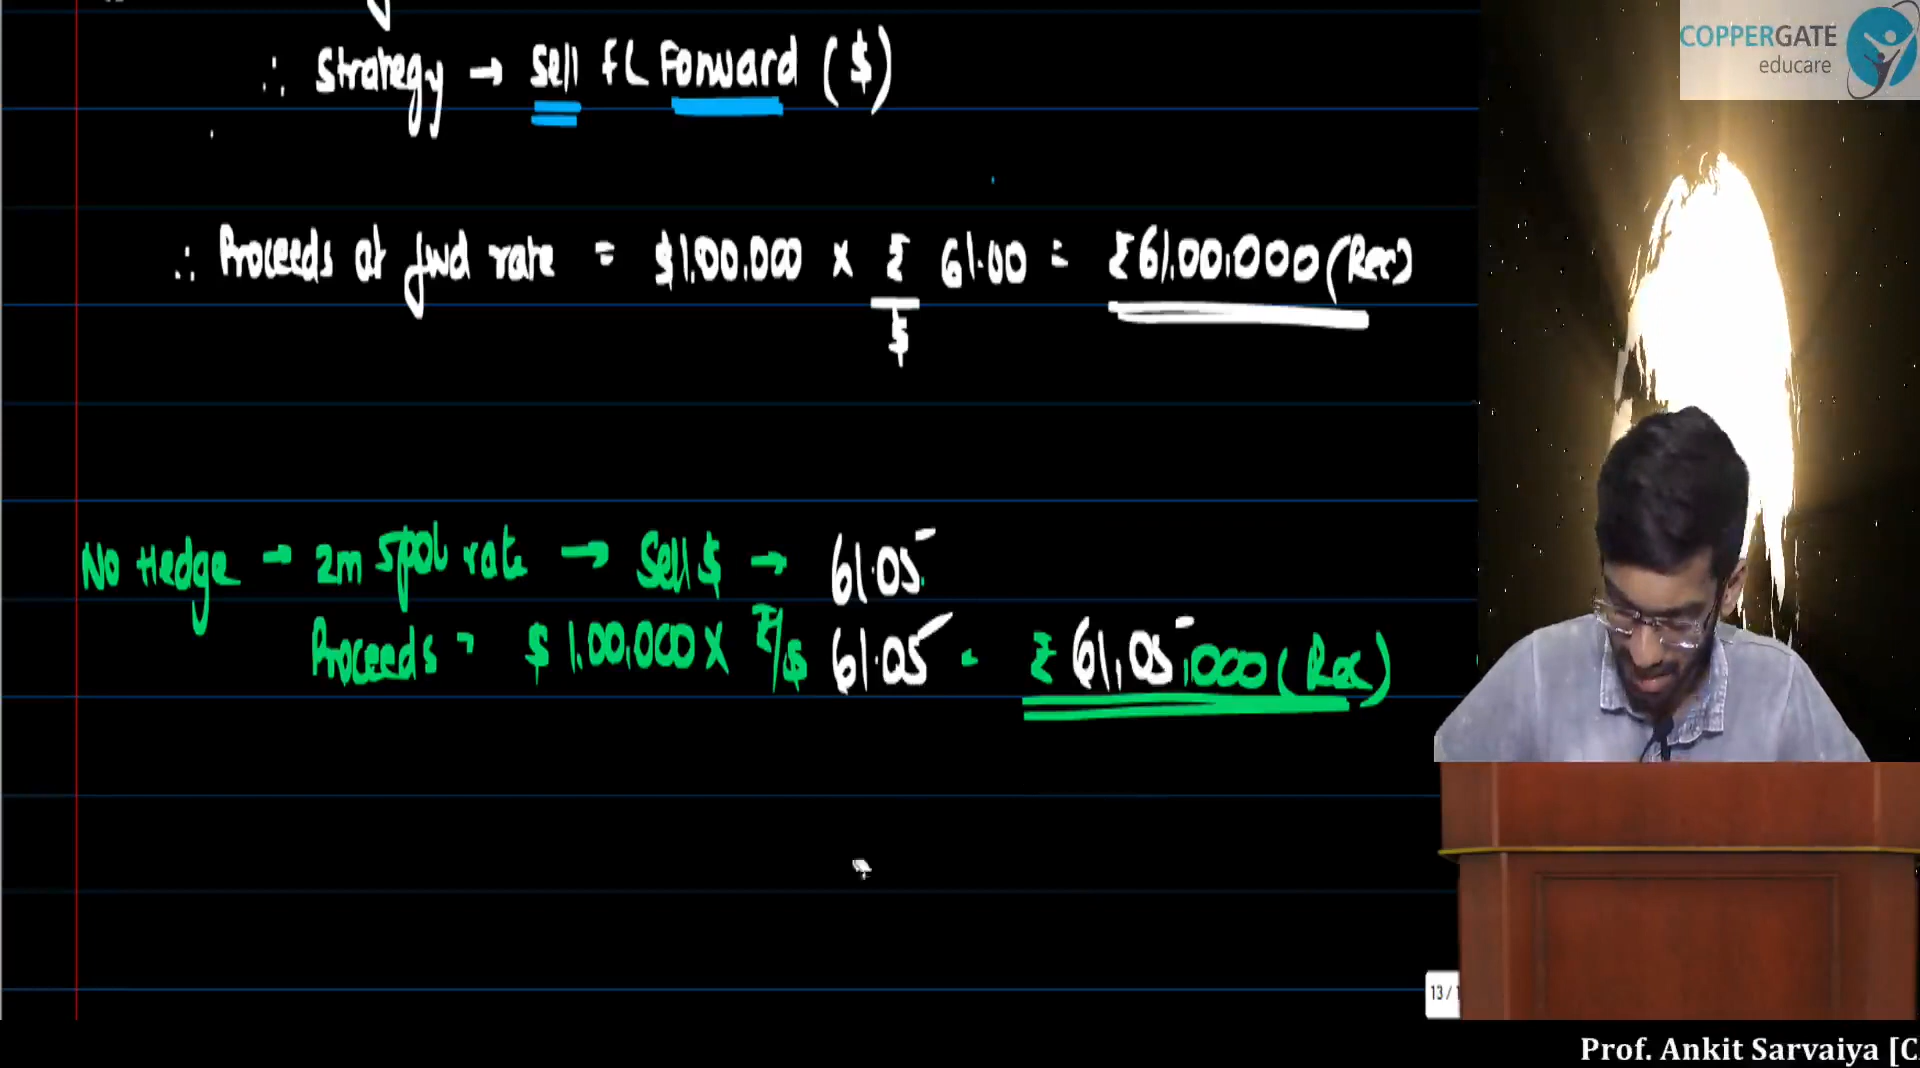 COPPERGATE
educare
∴ Strategy → Sell FC Forward ($)
∴ Proceeds at fwd rate = $1,00,000 × ₹/$ 61.00 = ₹61,00,000 (Rec)
No Hedge – 2m Spot rate → Sell $ → 61.05
Proceeds = $ 1,00,000 × ₹/$ 61.05 = ₹ 61,05,000 (Rec)
13 / 1
Prof. Ankit Sarvaiya [C